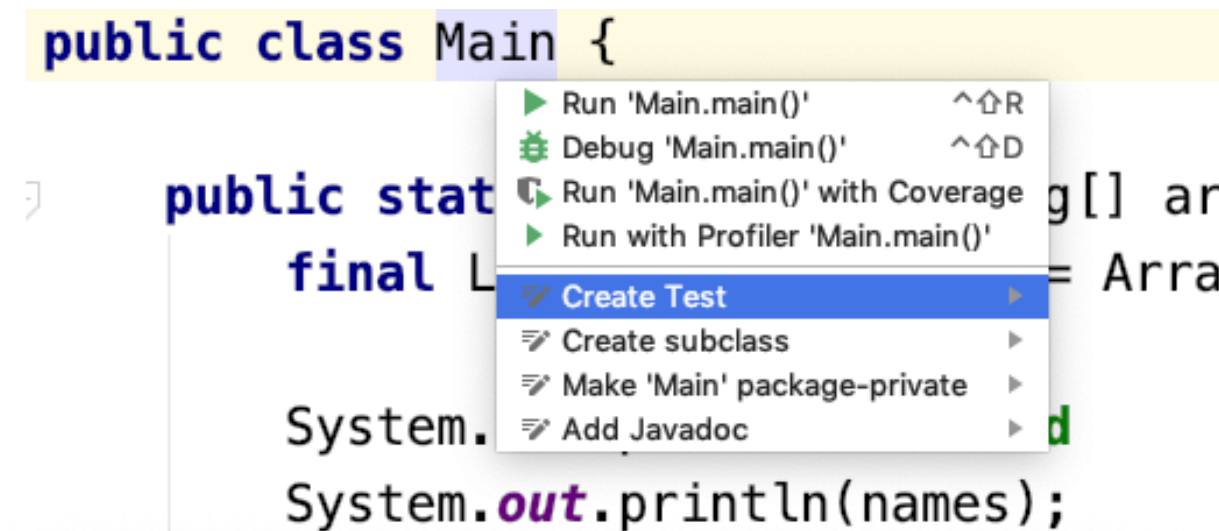 public class Main {
Run 'Main.main()' ^⇧R
Debug 'Main.main()' ^⇧D
public stat
Run 'Main.main()' with Coverage
g[] ar
Run with Profiler 'Main.main()'
final L
= Arra
Create Test
Create subclass
Make 'Main' package-private
System.
Add Javadoc
d
System.out.println(names);